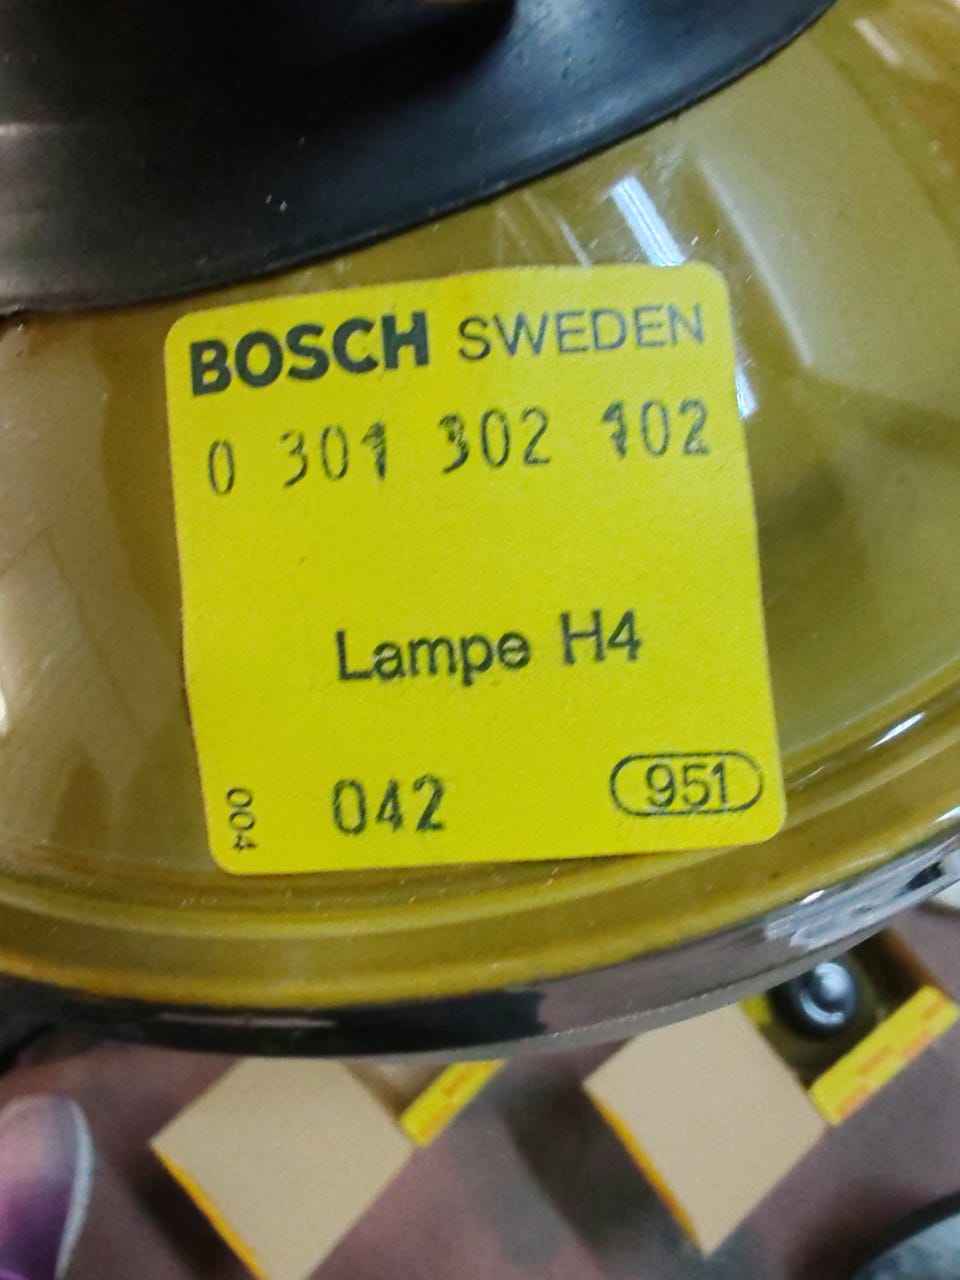 BOSCH SWEDEN
0 301 302 102
Lampe H4
004 042 951